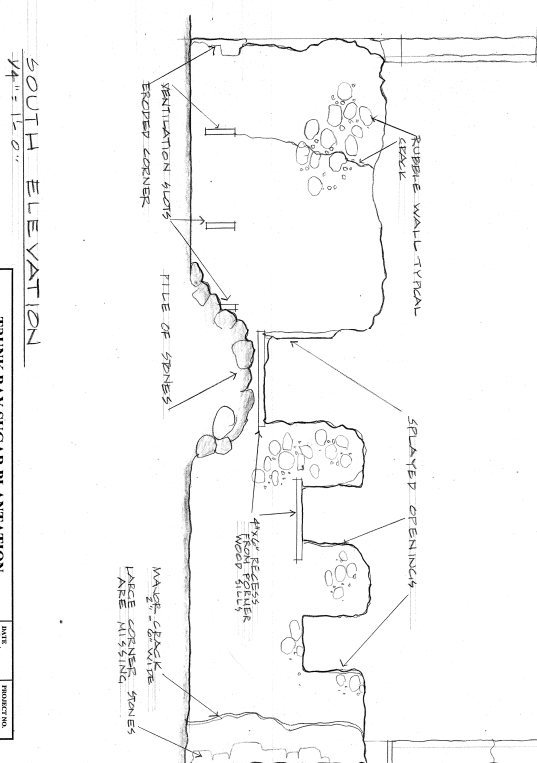 RUBBLE WALL TYPICAL
CRACK
SPLAYED OPENINGS
VENTILATION SLOTS
ERODED CORNER
PILE OF STONES
4"X6" RECESS
FROM FORMER
WOOD SILLS
MAJOR CRACK
2" - 6" WIDE
LARGE CORNER STONES
ARE MISSING
SOUTH ELEVATION
1/4" = 1'-0"
TRUNK BAY SUGAR PLANTATION
DATE
PROJECT NO.